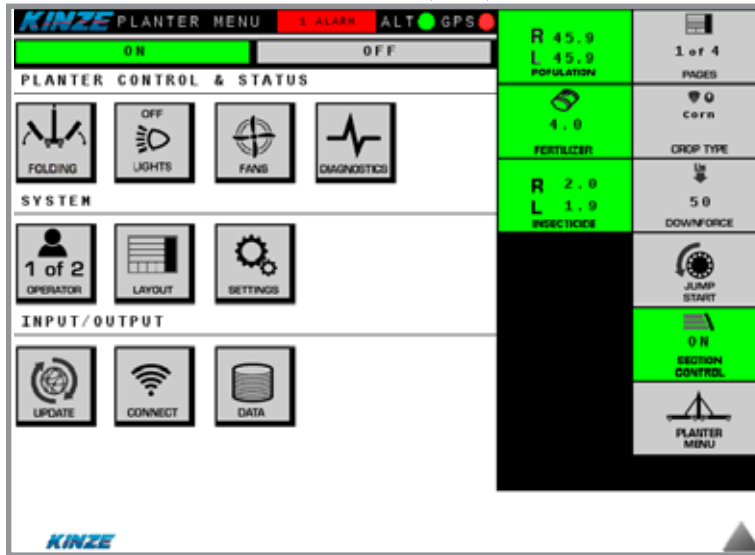 KINZE PLANTER MENU 1 ALARM ALT GPS
ON OFF
PLANTER CONTROL & STATUS
FOLDING
OFF
LIGHTS
FANS
DIAGNOSTICS
SYSTEM
1 of 2
OPERATOR
LAYOUT
SETTINGS
INPUT/OUTPUT
UPDATE
CONNECT
DATA
KINZE
R 45.9
L 45.9
POPULATION
4.0
FERTILIZER
R 2.0
L 1.9
INSECTICIDE
1 of 4
PAGES
Corn
CROP TYPE
50
DOWNFORCE
JUMP
START
ON
SECTION
CONTROL
PLANTER
MENU